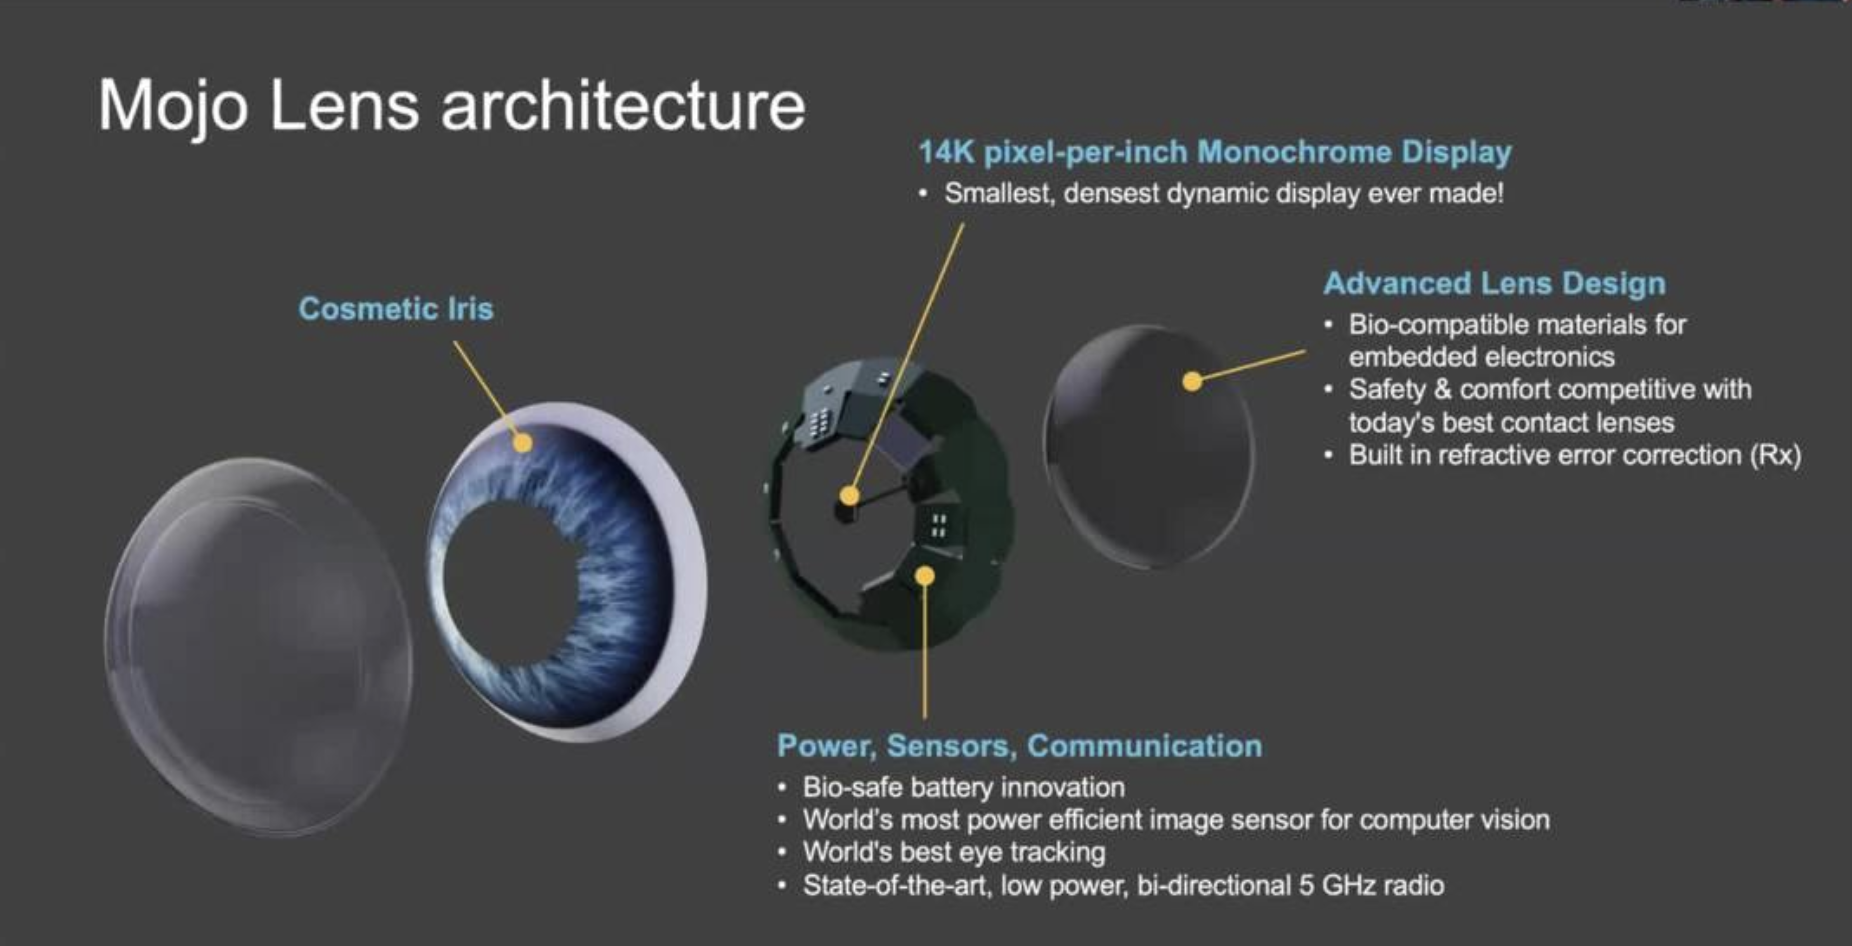 Mojo Lens architecture
14K pixel-per-inch Monochrome Display
• Smallest, densest dynamic display ever made!
Advanced Lens Design
• Bio-compatible materials for
embedded electronics
• Safety & comfort competitive with
today's best contact lenses
• Built in refractive error correction (Rx)
Cosmetic Iris
Power, Sensors, Communication
• Bio-safe battery innovation
• World’s most power efficient image sensor for computer vision
• World's best eye tracking
• State-of-the-art, low power, bi-directional 5 GHz radio